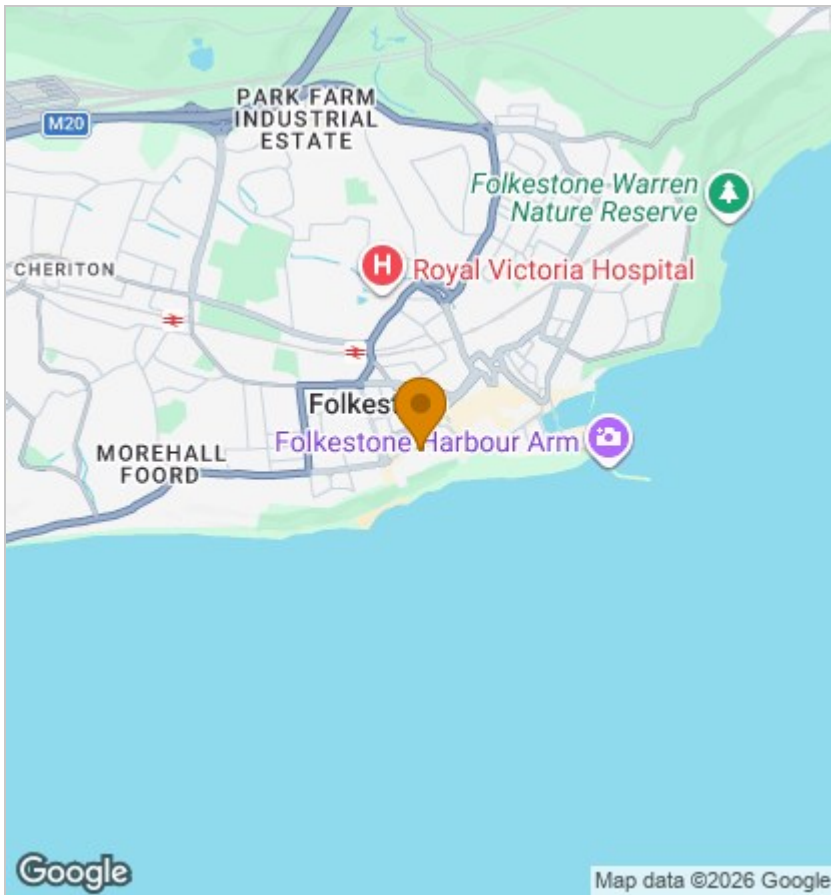 PARK FARM
INDUSTRIAL
ESTATE
M20
Folkestone Warren
Nature Reserve
CHERITON
H
Royal Victoria Hospital
Folkest
MOREHALL
FOORD
Folkestone Harbour Arm
Google
Map data ©2026 Google